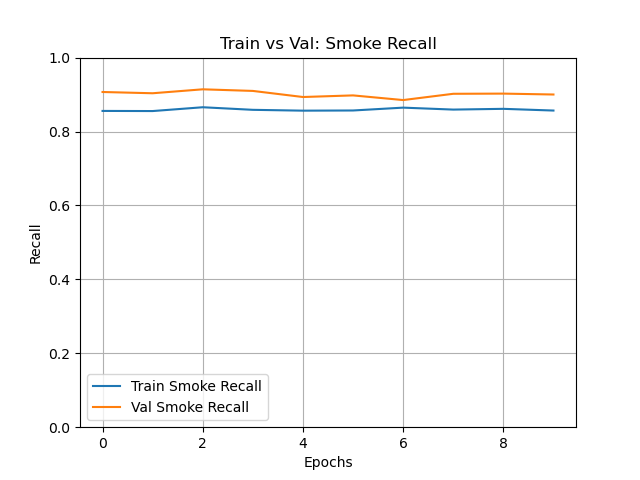 Train vs Val: Smoke Recall
1.0
0.8
0.6
0.4
0.2
0.0
Recall
Train Smoke Recall
Val Smoke Recall
0 2 4 6 8
Epochs